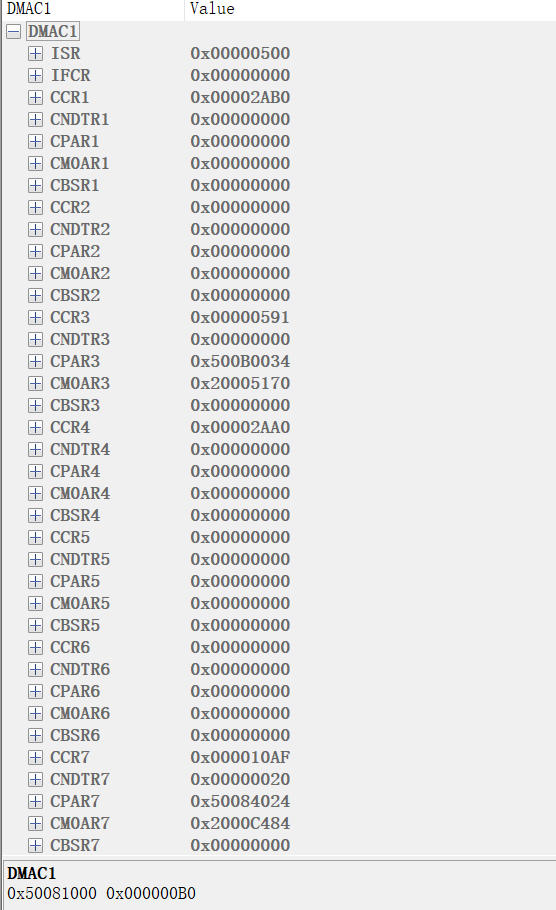 DMAC1 Value
DMAC1
ISR 0x00000500
IFCR 0x00000000
CCR1 0x00002AB0
CNDTR1 0x00000000
CPAR1 0x00000000
CM0AR1 0x00000000
CBSR1 0x00000000
CCR2 0x00000000
CNDTR2 0x00000000
CPAR2 0x00000000
CM0AR2 0x00000000
CBSR2 0x00000000
CCR3 0x00000591
CNDTR3 0x00000000
CPAR3 0x500B0034
CM0AR3 0x20005170
CBSR3 0x00000000
CCR4 0x00002AA0
CNDTR4 0x00000000
CPAR4 0x00000000
CM0AR4 0x00000000
CBSR4 0x00000000
CCR5 0x00000000
CNDTR5 0x00000000
CPAR5 0x00000000
CM0AR5 0x00000000
CBSR5 0x00000000
CCR6 0x00000000
CNDTR6 0x00000000
CPAR6 0x00000000
CM0AR6 0x00000000
CBSR6 0x00000000
CCR7 0x000010AF
CNDTR7 0x00000020
CPAR7 0x50084024
CM0AR7 0x2000C484
CBSR7 0x00000000
DMAC1
0x50081000 0x000000B0